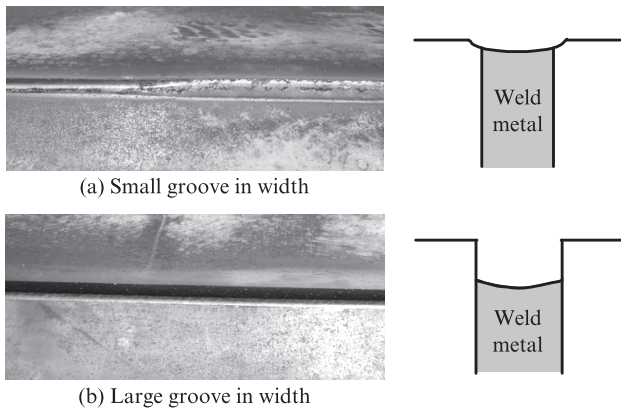 Weld
metal
(a) Small groove in width
Weld
metal
(b) Large groove in width